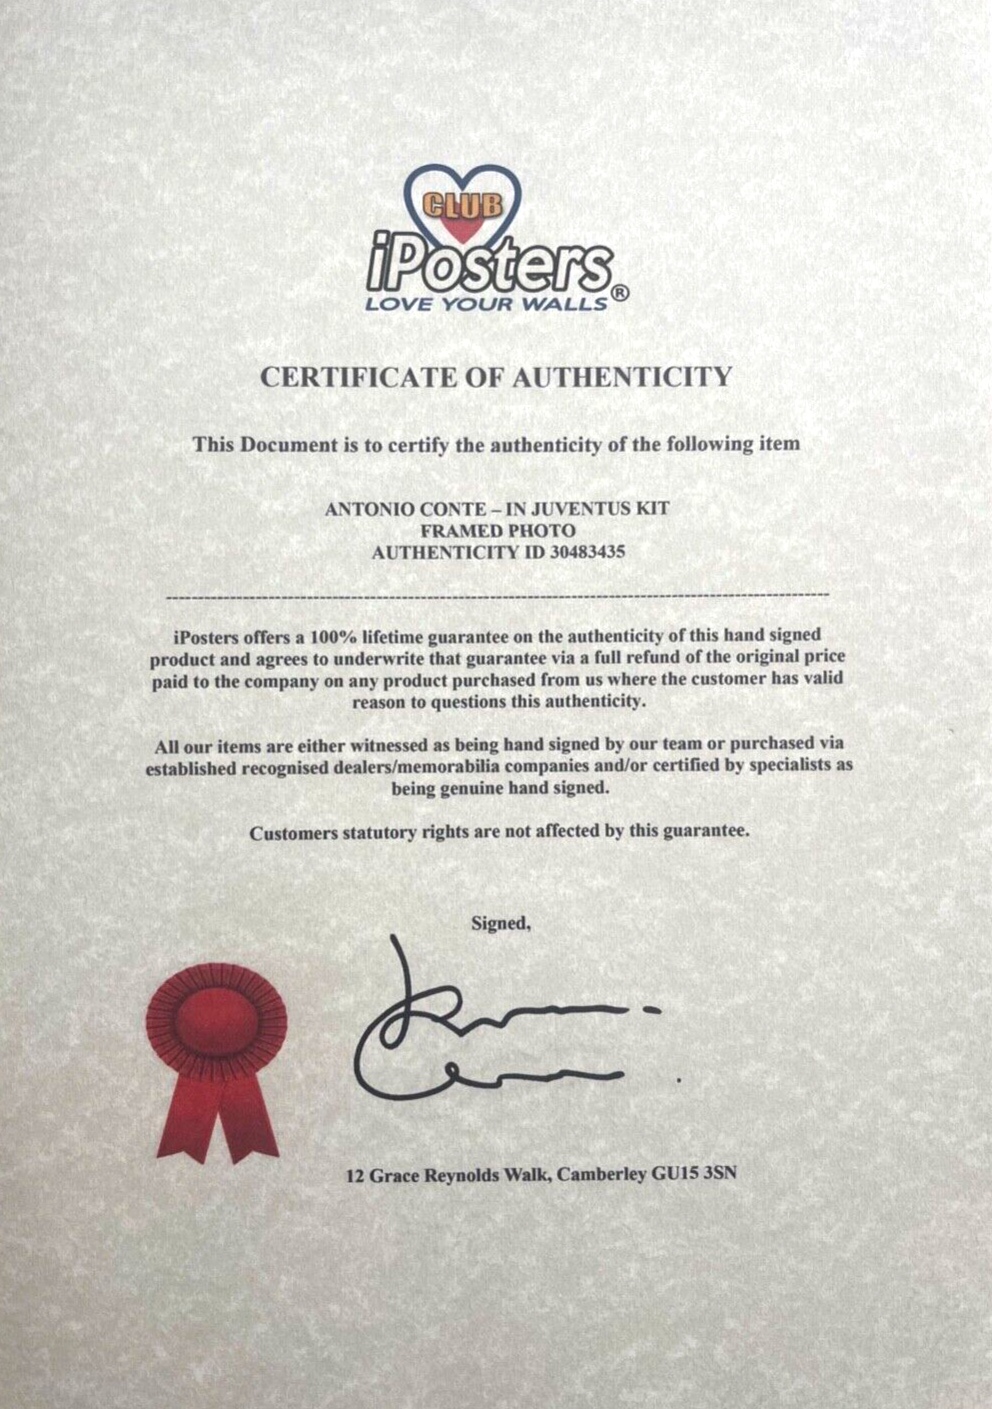 CLUB
iPosters®
LOVE YOUR WALLS
CERTIFICATE OF AUTHENTICITY
This Document is to certify the authenticity of the following item
ANTONIO CONTE – IN JUVENTUS KIT
FRAMED PHOTO
AUTHENTICITY ID 30483435
iPosters offers a 100% lifetime guarantee on the authenticity of this hand signed
product and agrees to underwrite that guarantee via a full refund of the original price
paid to the company on any product purchased from us where the customer has valid
reason to questions this authenticity.
All our items are either witnessed as being hand signed by our team or purchased via
established recognised dealers/memorabilia companies and/or certified by specialists as
being genuine hand signed.
Customers statutory rights are not affected by this guarantee.
Signed,
12 Grace Reynolds Walk, Camberley GU15 3SN